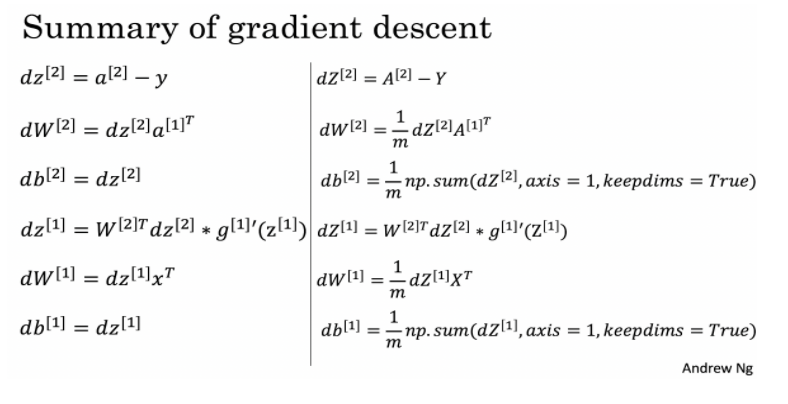 Summary of gradient descent
dz^{[2]} = a^{[2]} − y
dW^{[2]} = dz^{[2]}a^{[1]T}
db^{[2]} = dz^{[2]}
dz^{[1]} = W^{[2]T}dz^{[2]} * g^{[1]}′(z^{[1]})
dW^{[1]} = dz^{[1]}x^T
db^{[1]} = dz^{[1]}
dZ^{[2]} = A^{[2]} − Y
dW^{[2]} = \frac{1}{m}dZ^{[2]}A^{[1]T}
db^{[2]} = \frac{1}{m}np.sum(dZ^{[2]}, axis = 1, keepdims = True)
dZ^{[1]} = W^{[2]T}dZ^{[2]} * g^{[1]}′(Z^{[1]})
dW^{[1]} = \frac{1}{m}dZ^{[1]}X^T
db^{[1]} = \frac{1}{m}np.sum(dZ^{[1]}, axis = 1, keepdims = True)
Andrew Ng